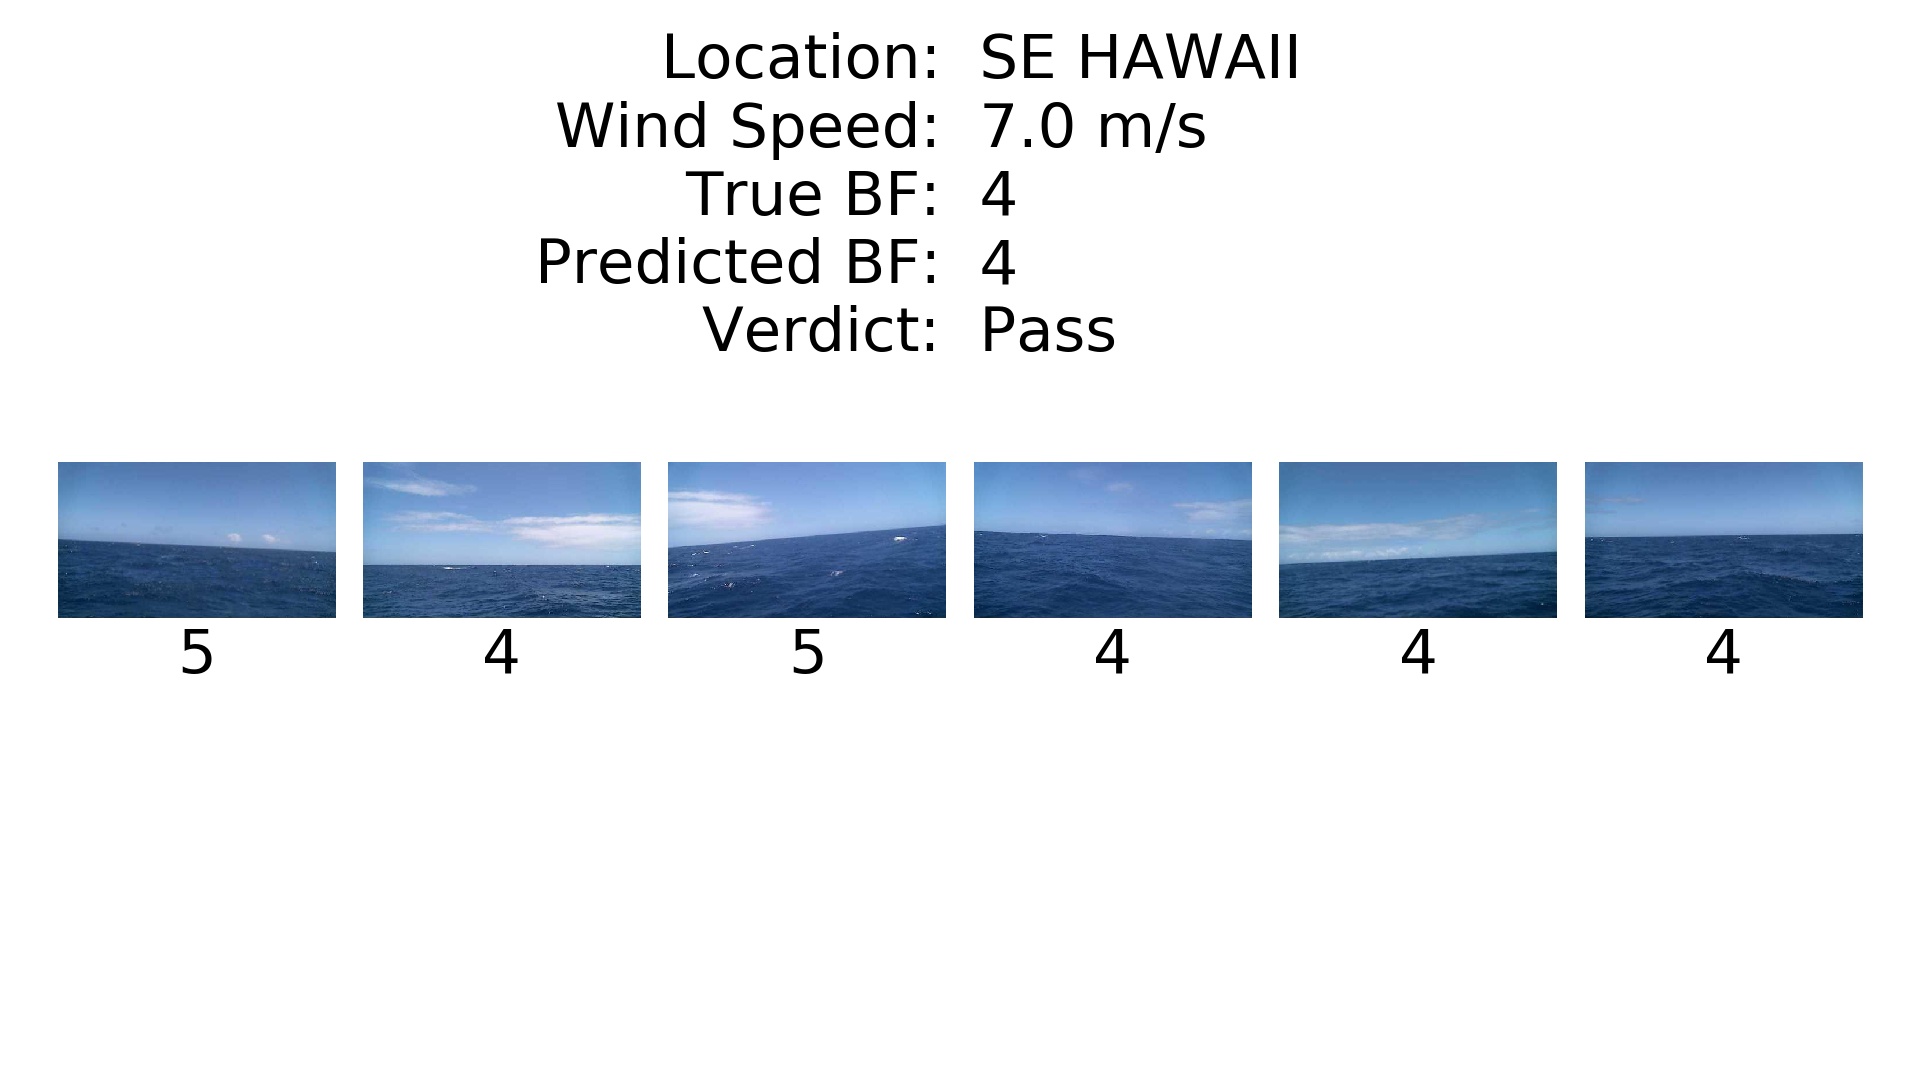 Location: SE HAWAII
Wind Speed: 7.0 m/s
True BF: 4
Predicted BF: 4
Verdict: Pass
5 4 5 4 4 4